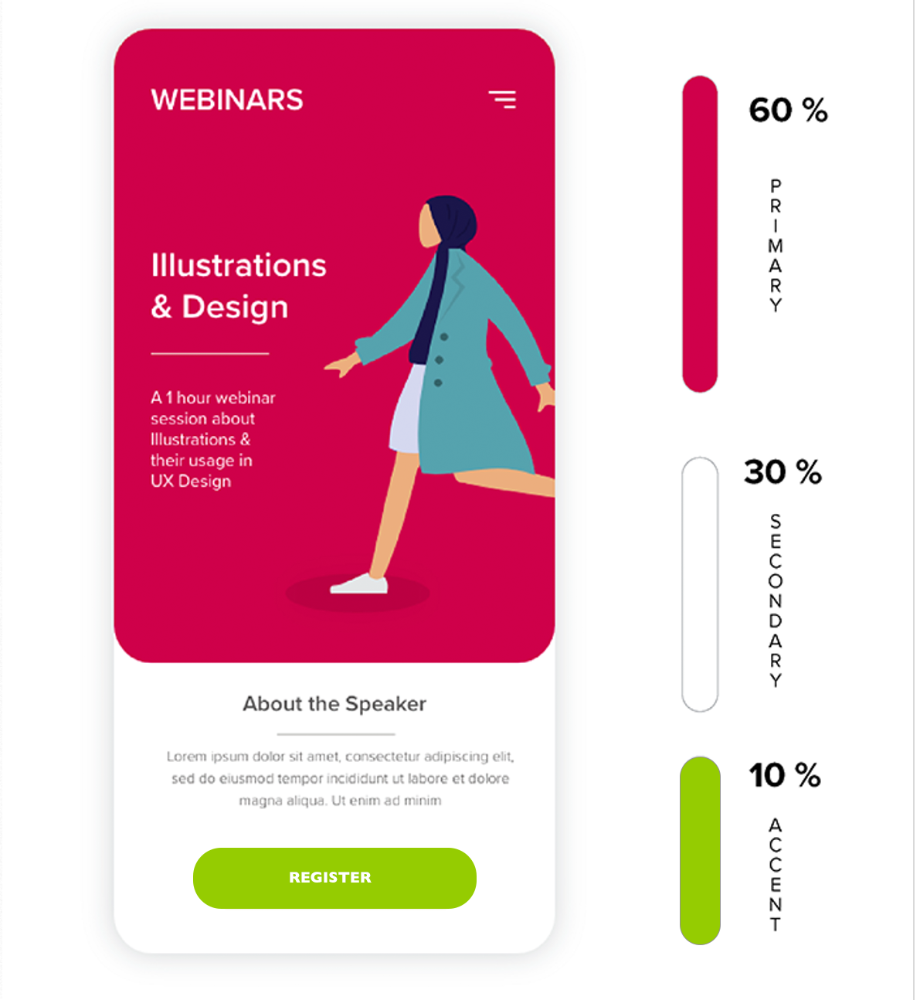 WEBINARS
Illustrations
& Design
A 1 hour webinar
session about
Illustrations &
their usage in
UX Design
About the Speaker
Lorem ipsum dolor sit amet, consectetur adipiscing elit,
sed do eiusmod tempor incididunt ut labore et dolore
magna aliqua. Ut enim ad minim
REGISTER
60 %
PRIMARY
30 %
SECONDARY
10 %
ACCENT